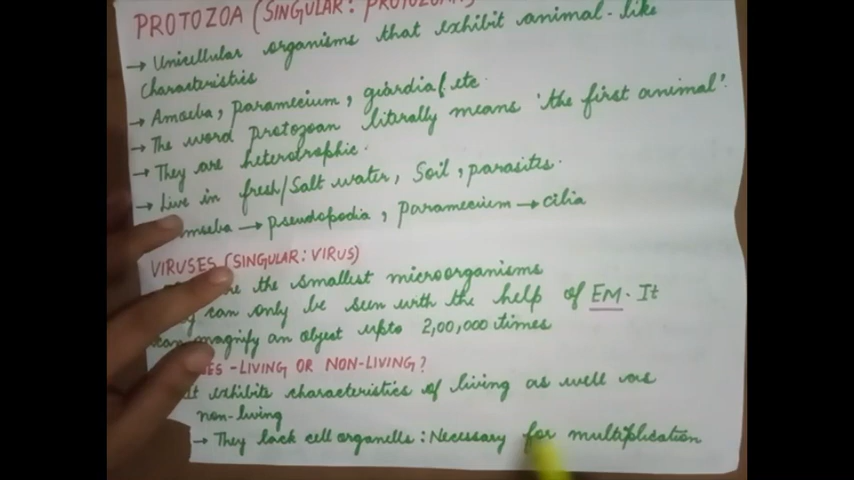 PROTOZOA (SINGULAR: PROTOZOAN)
→ Unicellular organisms that exhibit animal-like
characteristics
→ Amoeba, paramecium, giardia, etc.
→ The word protozoan literally means 'the first animal'.
→ They are heterotrophic.
→ Live in fresh/Salt water, Soil, parasites.
→ pseudopodia, Paramecium → cilia
VIRUSES (SINGULAR: VIRUS)
the smallest microorganisms
can only be seen with the help of EM. It
can magnify an object upto 2,00,000 times
-LIVING OR NON-LIVING?
exhibits characteristics of living as well as
non-living
→ They lack cell organells: Necessary for multiplication